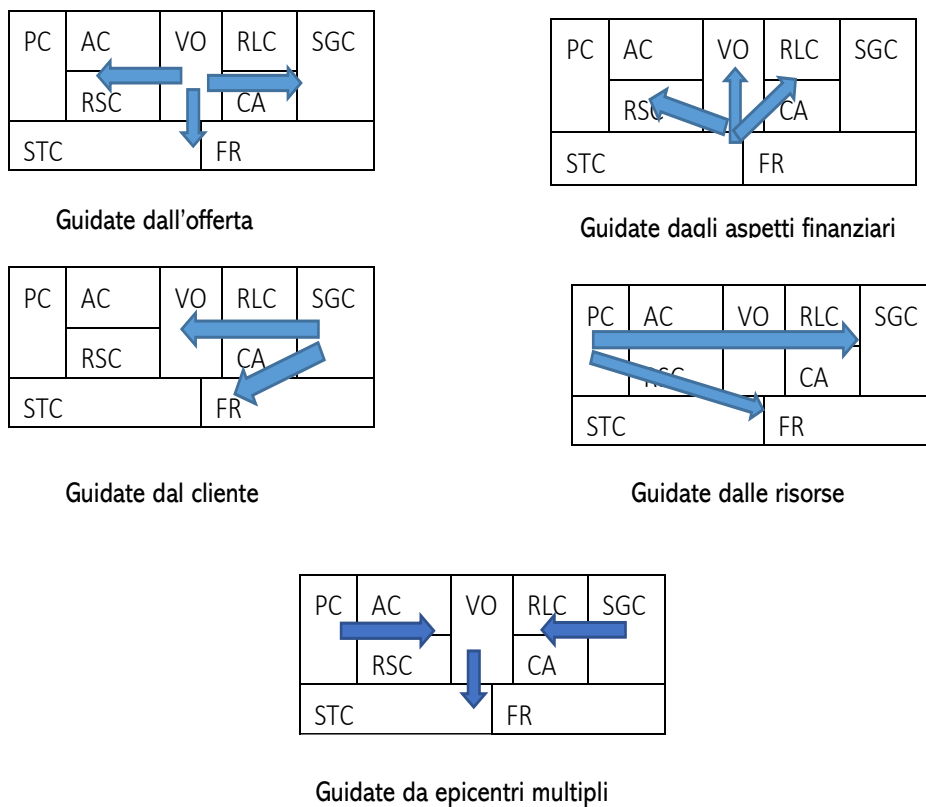 PC AC VO RLC SGC
RSC CA
STC FR
Guidate dall'offerta
PC AC VO RLC SGC
RSC CA
STC FR
Guidate dagli aspetti finanziari
PC AC VO RLC SGC
RSC CA
STC FR
Guidate dal cliente
PC AC VO RLC SGC
RSC CA
STC FR
Guidate dalle risorse
PC AC VO RLC SGC
RSC CA
STC FR
Guidate da epicentri multipli